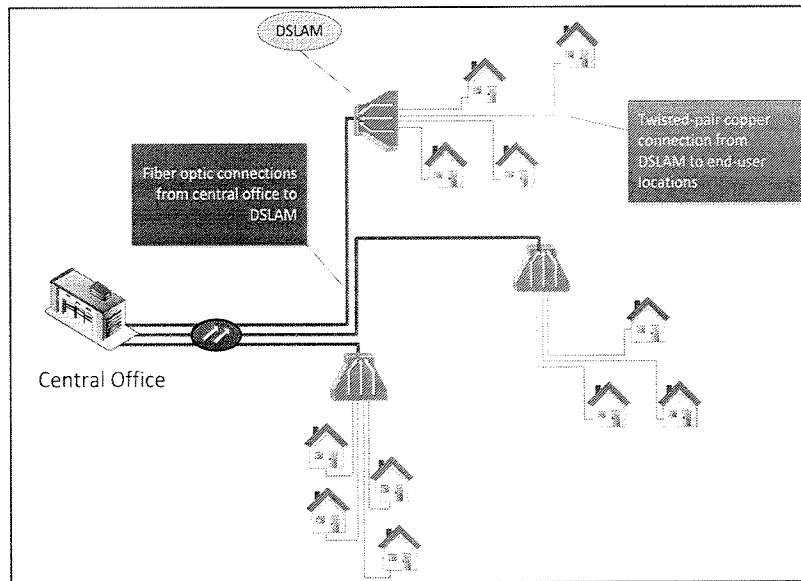 DSLAM
Twisted-pair copper
connection from
DSLAM to end-user
locations
Fiber optic connections
from central office to
DSLAM
Central Office